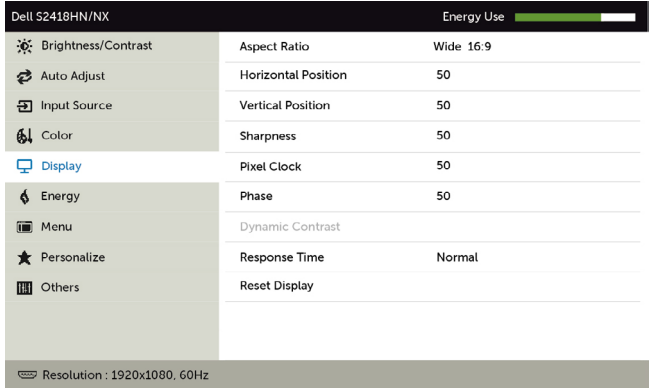 Dell S2418HN/NX Energy Use
Brightness/Contrast Aspect Ratio Wide 16:9
Auto Adjust Horizontal Position 50
Input Source Vertical Position 50
Color Sharpness 50
Display Pixel Clock 50
Energy Phase 50
Menu Dynamic Contrast
Personalize Response Time Normal
Others Reset Display
Resolution : 1920x1080, 60Hz